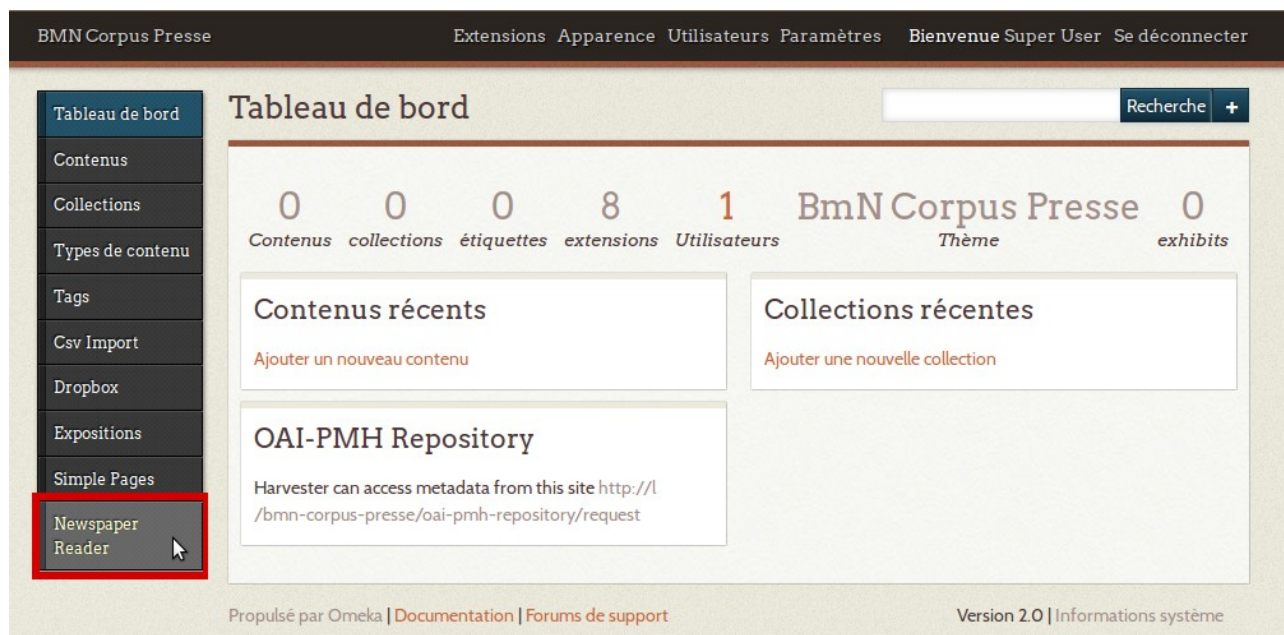 BMN Corpus Presse
Extensions Apparence Utilisateurs Paramètres Bienvenue Super User Se déconnecter
Tableau de bord
Contenus
Collections
Types de contenu
Tags
Csv Import
Dropbox
Expositions
Simple Pages
Newspaper
Reader
Tableau de bord
Recherche +
0 0 0 8 1 BmN Corpus Presse 0
Contenus collections étiquettes extensions Utilisateurs Thème exhibits
Contenus récents
Ajouter un nouveau contenu
Collections récentes
Ajouter une nouvelle collection
OAI-PMH Repository
Harvester can access metadata from this site http://l
/bmn-corpus-presse/oai-pmh-repository/request
Propulsé par Omeka | Documentation | Forums de support
Version 2.0 | Informations système